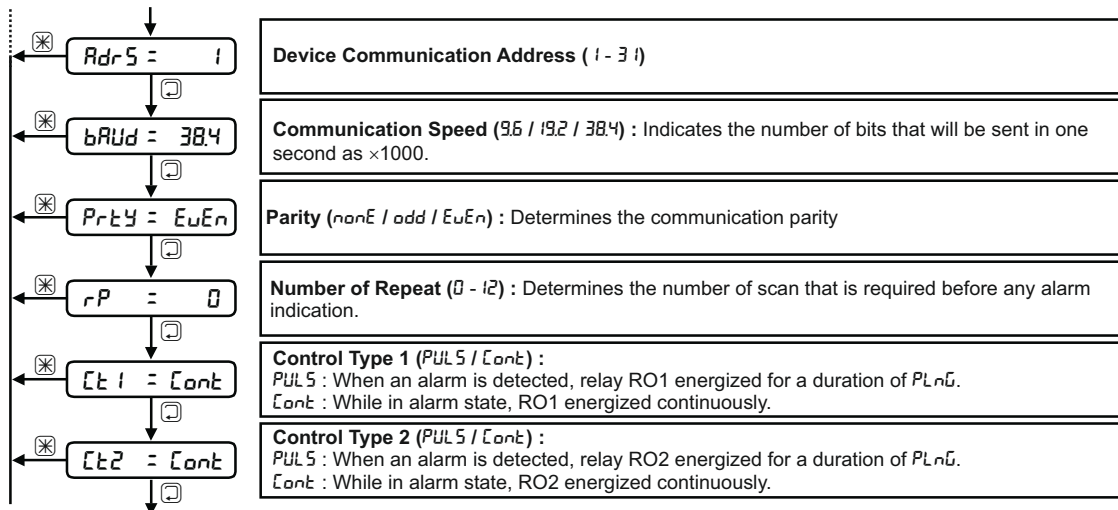 AdrS = 1
Device Communication Address ( 1 - 31)
bAUd = 38.4
Communication Speed (9.6 / 19.2 / 38.4) : Indicates the number of bits that will be sent in one
second as ×1000.
PrtY = EvEn
Parity (nonE / odd / EvEn) : Determines the communication parity
rP = 0
Number of Repeat (0 - 12) : Determines the number of scan that is required before any alarm
indication.
Ct1 = Cont
Control Type 1 (PULS / Cont) :
PULS : When an alarm is detected, relay RO1 energized for a duration of PLnG.
Cont : While in alarm state, RO1 energized continuously.
Ct2 = Cont
Control Type 2 (PULS / Cont) :
PULS : When an alarm is detected, relay RO2 energized for a duration of PLnG.
Cont : While in alarm state, RO2 energized continuously.